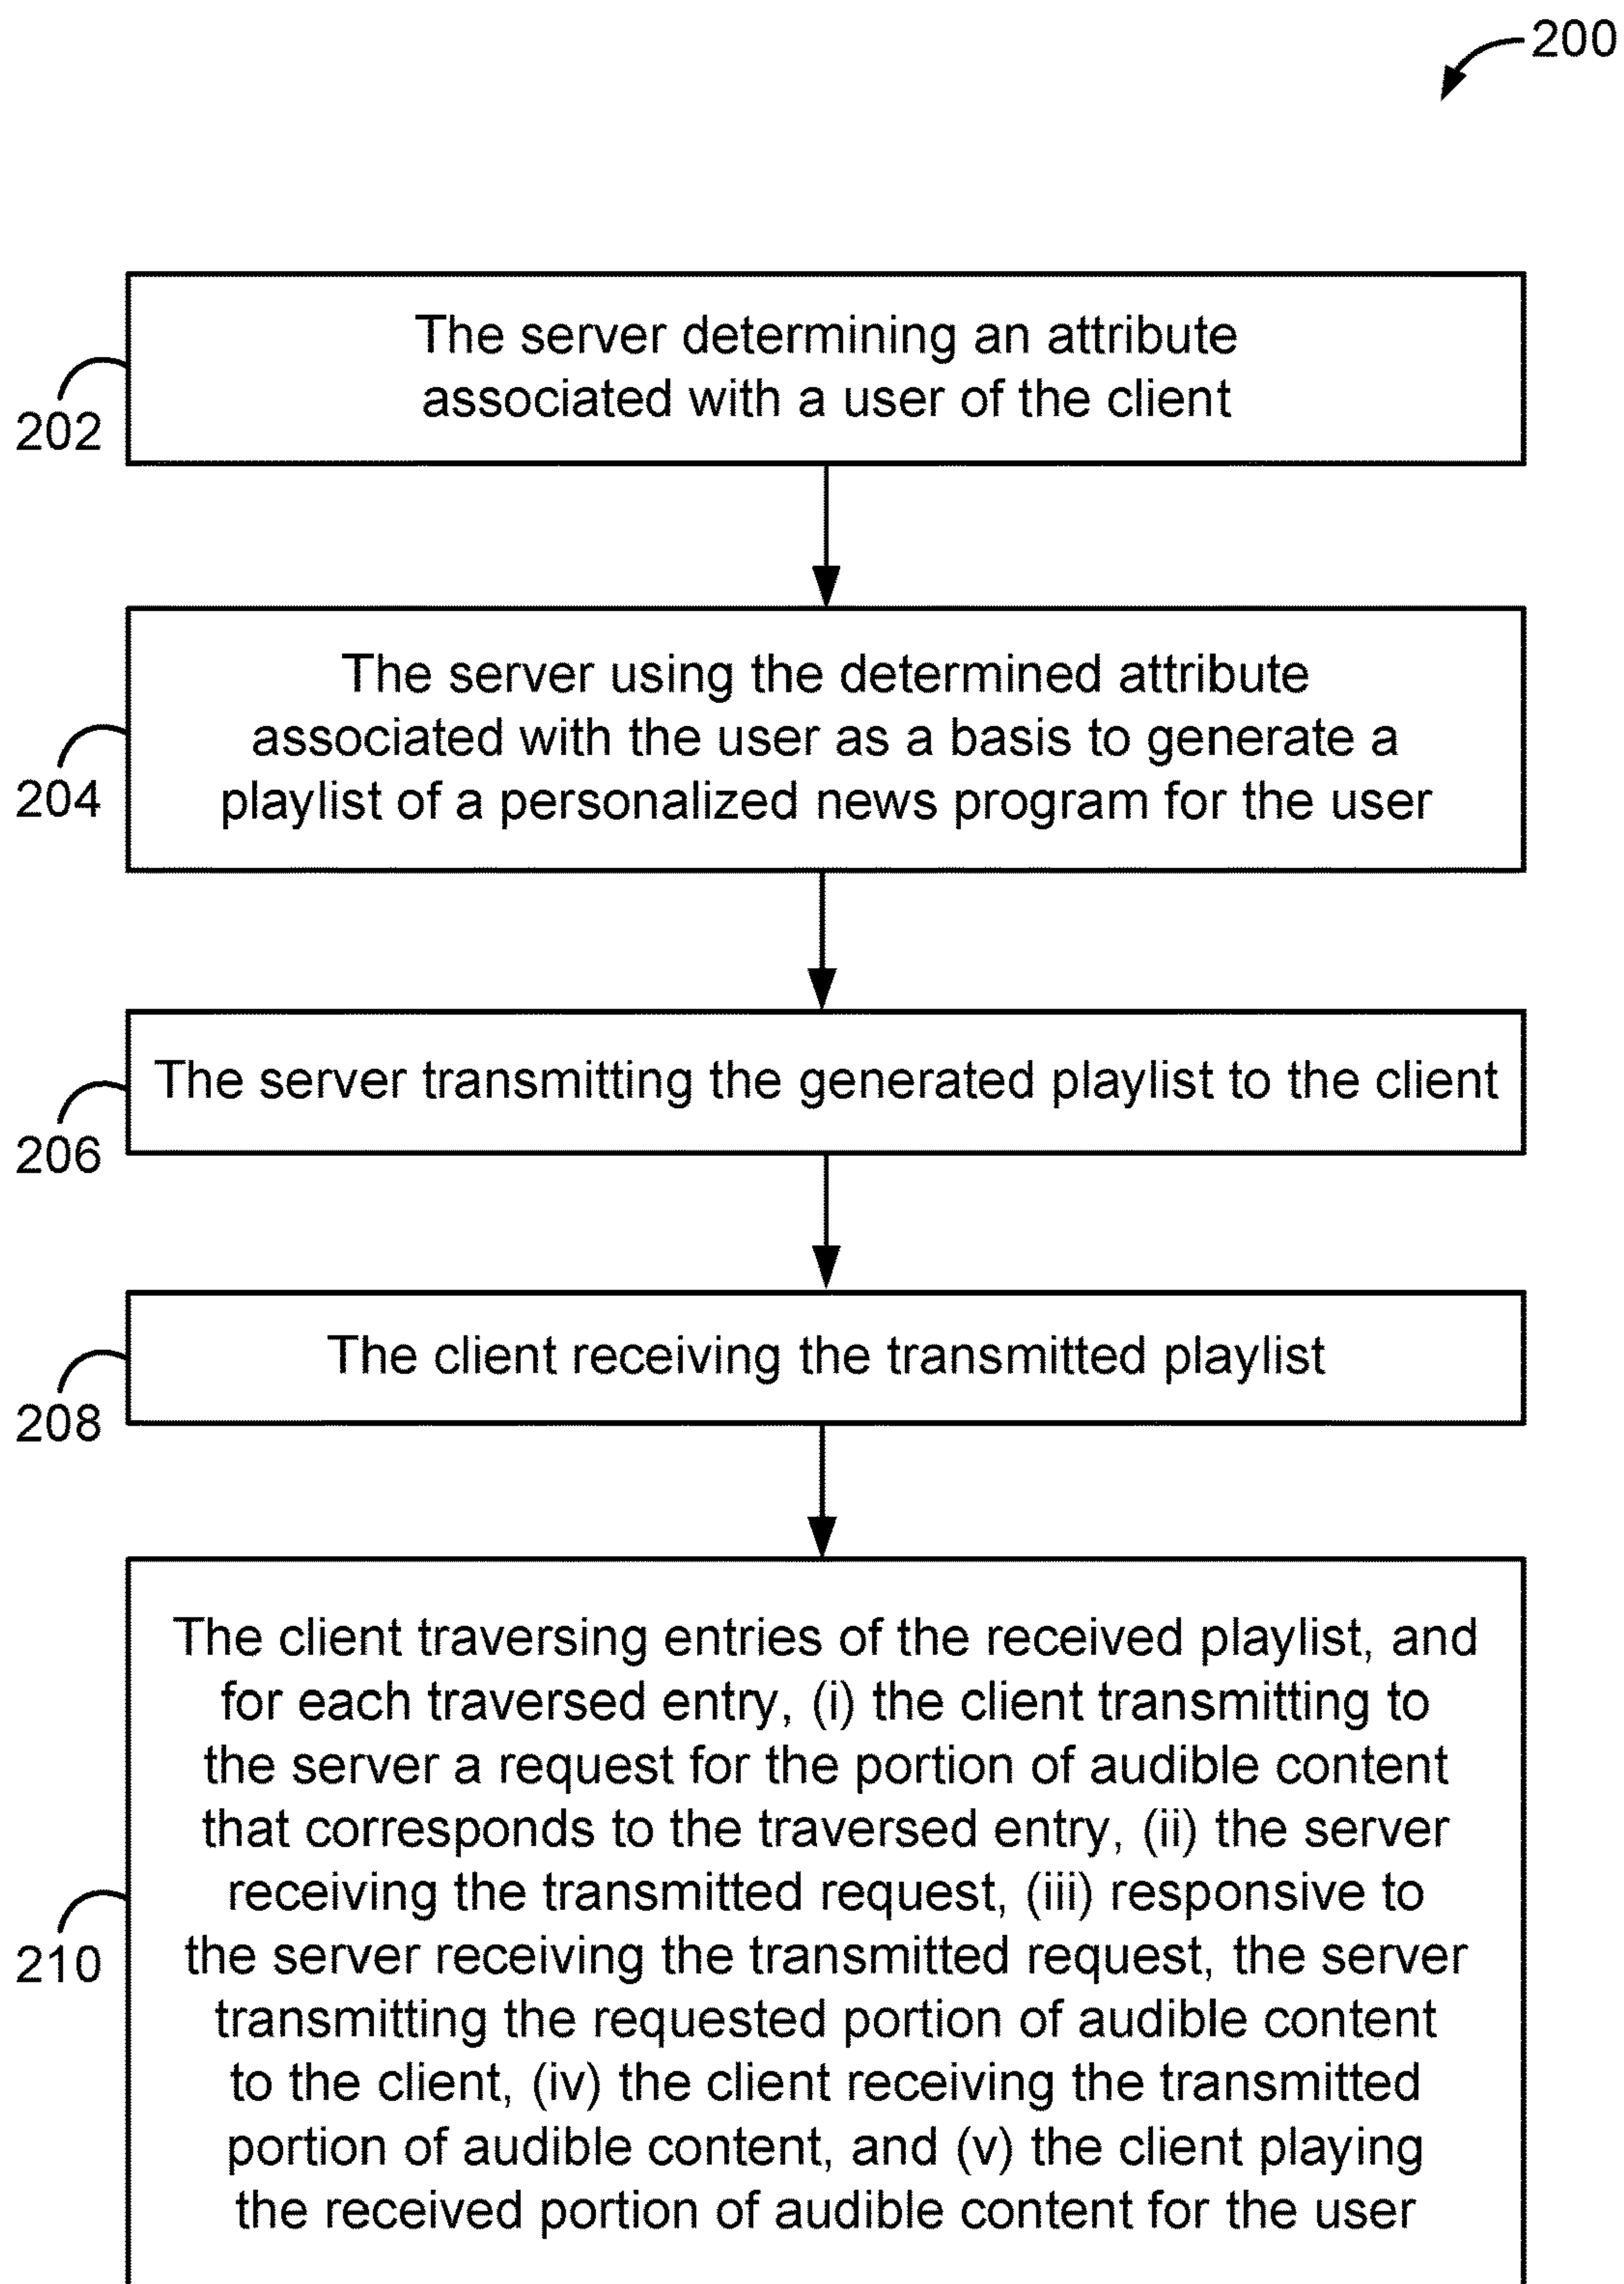 200
The server determining an attribute
associated with a user of the client
202
The server using the determined attribute
associated with the user as a basis to generate a
playlist of a personalized news program for the user
204
The server transmitting the generated playlist to the client
206
The client receiving the transmitted playlist
208
The client traversing entries of the received playlist, and
for each traversed entry, (i) the client transmitting to
the server a request for the portion of audible content
that corresponds to the traversed entry, (ii) the server
receiving the transmitted request, (iii) responsive to
the server receiving the transmitted request, the server
transmitting the requested portion of audible content
to the client, (iv) the client receiving the transmitted
portion of audible content, and (v) the client playing
the received portion of audible content for the user
210